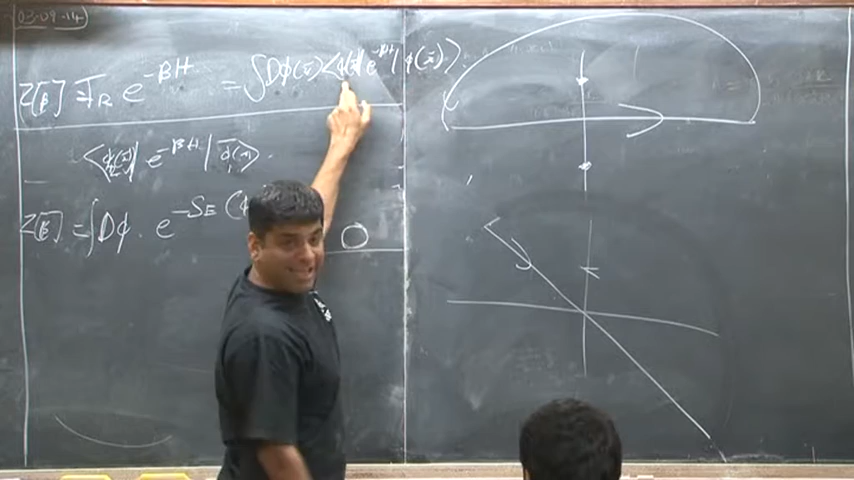 03-09-14
Z[β] = Tr e^{-βH} = ∫Dφ(x̄) <φ(x̄)| e^{-βH} |φ(x̄)>.
<φ(x̄)| e^{-βH} | φ(x̄)>.
Z[β] = ∫Dφ. e^{-S_E (φ